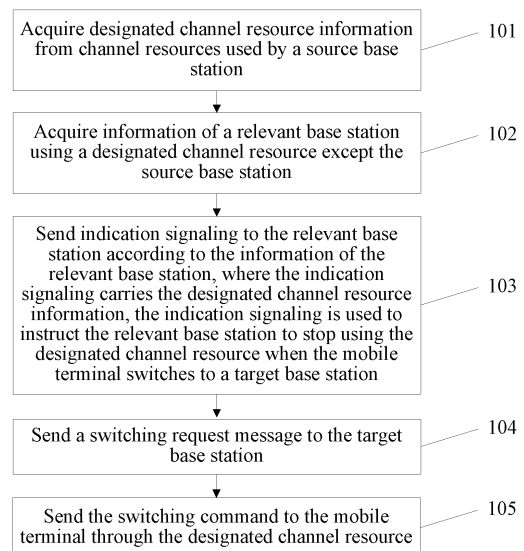 Acquire designated channel resource information
from channel resources used by a source base
station
101
Acquire information of a relevant base station
using a designated channel resource except the
source base station
102
Send indication signaling to the relevant base
station according to the information of the
relevant base station, where the indication
signaling carries the designated channel resource
information, the indication signaling is used to
instruct the relevant base station to stop using the
designated channel resource when the mobile
terminal switches to a target base station
103
Send a switching request message to the target
base station
104
Send the switching command to the mobile
terminal through the designated channel resource
105